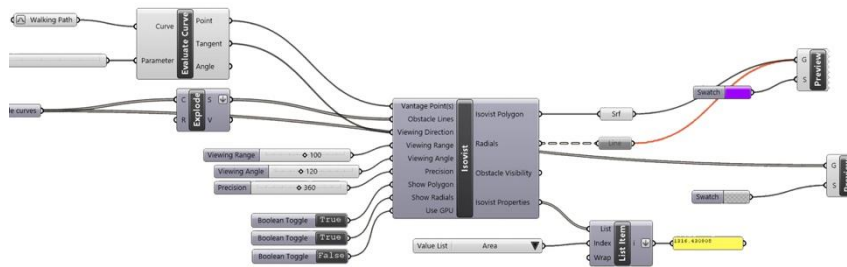 Walking Path
Curve
Parameter
Evaluate Curve
Point
Tangent
Angle
curves
C
R
Explode
S
V
Viewing Range
100
Viewing Angle
120
Precision
360
Boolean Toggle
True
Boolean Toggle
True
Boolean Toggle
False
Vantage Point(s)
Obstacle Lines
Viewing Direction
Viewing Range
Viewing Angle
Precision
Show Polygon
Show Radials
Use GPU
Isovist
Isovist Polygon
Radials
Obstacle Visibility
Isovist Properties
Srf
Line
Swatch
G
S
Preview
Swatch
G
S
Value List
Area
List
Index
Wrap
List Item
i